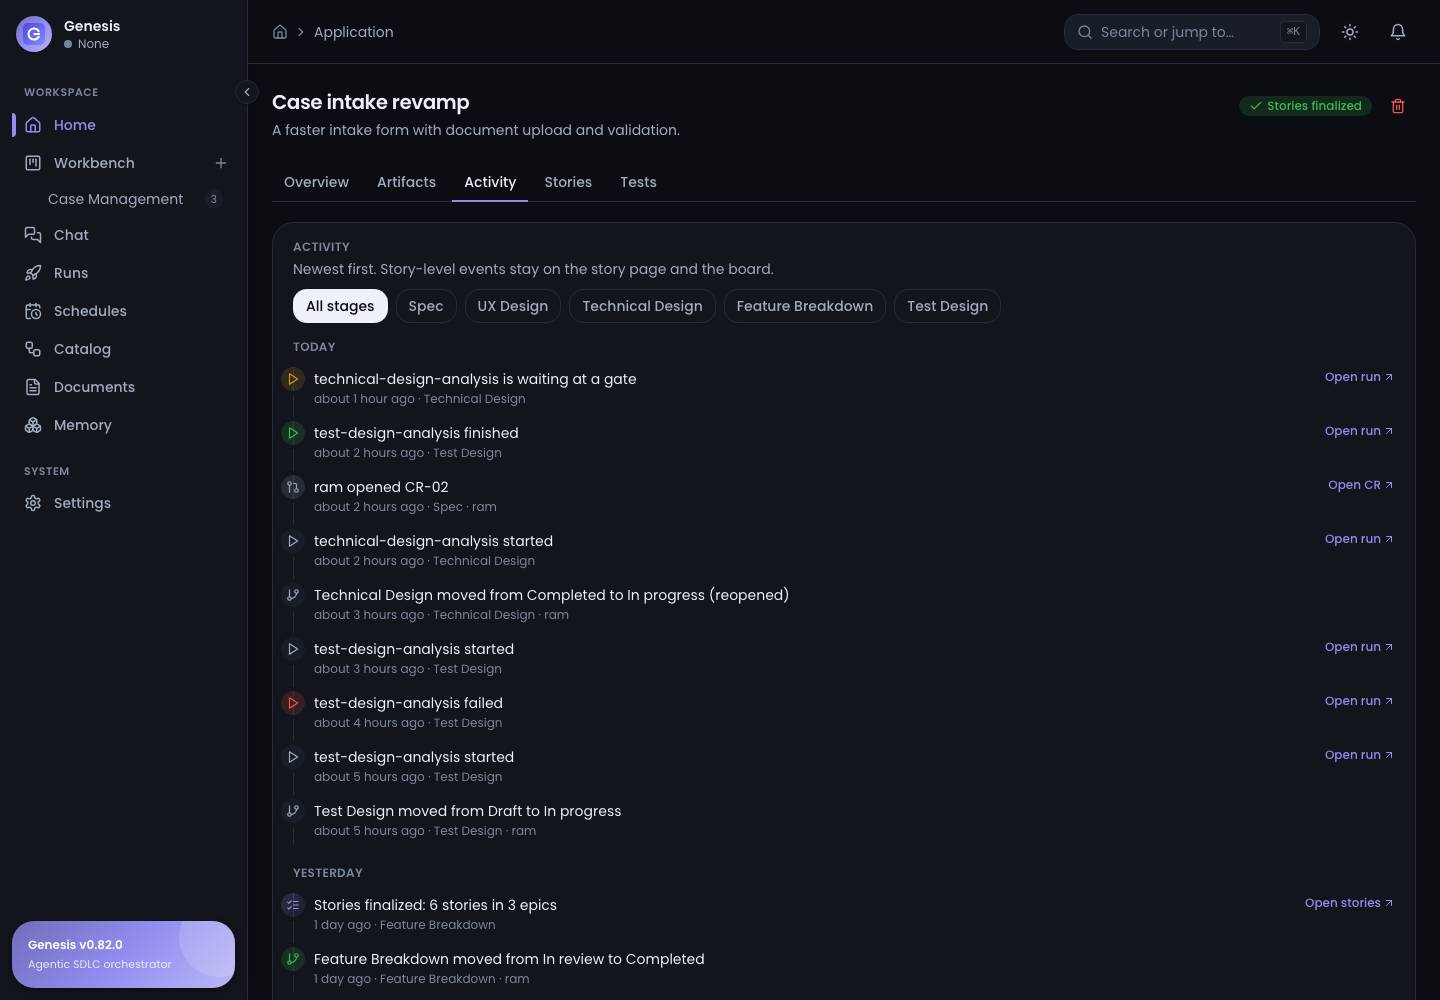 Genesis
None
WORKSPACE
Home
Workbench
Case Management 3
Chat
Runs
Schedules
Catalog
Documents
Memory
SYSTEM
Settings
Genesis v0.82.0
Agentic SDLC orchestrator
Application
Search or jump to... ⌘K
Case intake revamp
Stories finalized
A faster intake form with document upload and validation.
Overview Artifacts Activity Stories Tests
ACTIVITY
Newest first. Story-level events stay on the story page and the board.
All stages Spec UX Design Technical Design Feature Breakdown Test Design
TODAY
technical-design-analysis is waiting at a gate Open run
about 1 hour ago · Technical Design
test-design-analysis finished Open run
about 2 hours ago · Test Design
ram opened CR-02 Open CR
about 2 hours ago · Spec · ram
technical-design-analysis started Open run
about 2 hours ago · Technical Design
Technical Design moved from Completed to In progress (reopened)
about 3 hours ago · Technical Design · ram
test-design-analysis started Open run
about 3 hours ago · Test Design
test-design-analysis failed Open run
about 4 hours ago · Test Design
test-design-analysis started Open run
about 5 hours ago · Test Design
Test Design moved from Draft to In progress
about 5 hours ago · Test Design · ram
YESTERDAY
Stories finalized: 6 stories in 3 epics Open stories
1 day ago · Feature Breakdown
Feature Breakdown moved from In review to Completed
1 day ago · Feature Breakdown · ram